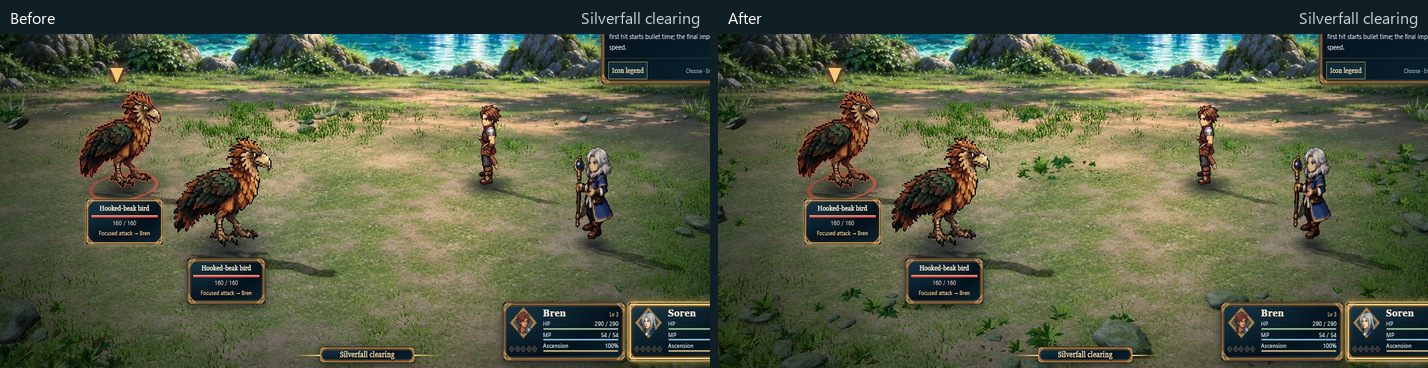 Before
Silverfall clearing
first hit starts bullet time; the final imp
speed.
Icon legend
Choose · En
Hooked-beak bird
160 / 160
Focused attack → Bren
Hooked-beak bird
160 / 160
Focused attack → Bren
Bren
Lv 3
HP
290 / 290
MP
54 / 54
Ascension
100%
Soren
HP
MP
Ascension
Silverfall clearing
After
Silverfall clearing
first hit starts bullet time; the final imp
speed.
Icon legend
Choose · En
Hooked-beak bird
160 / 160
Focused attack → Bren
Hooked-beak bird
160 / 160
Focused attack → Bren
Bren
Lv 3
HP
290 / 290
MP
54 / 54
Ascension
100%
Soren
HP
MP
Ascension
Silverfall clearing